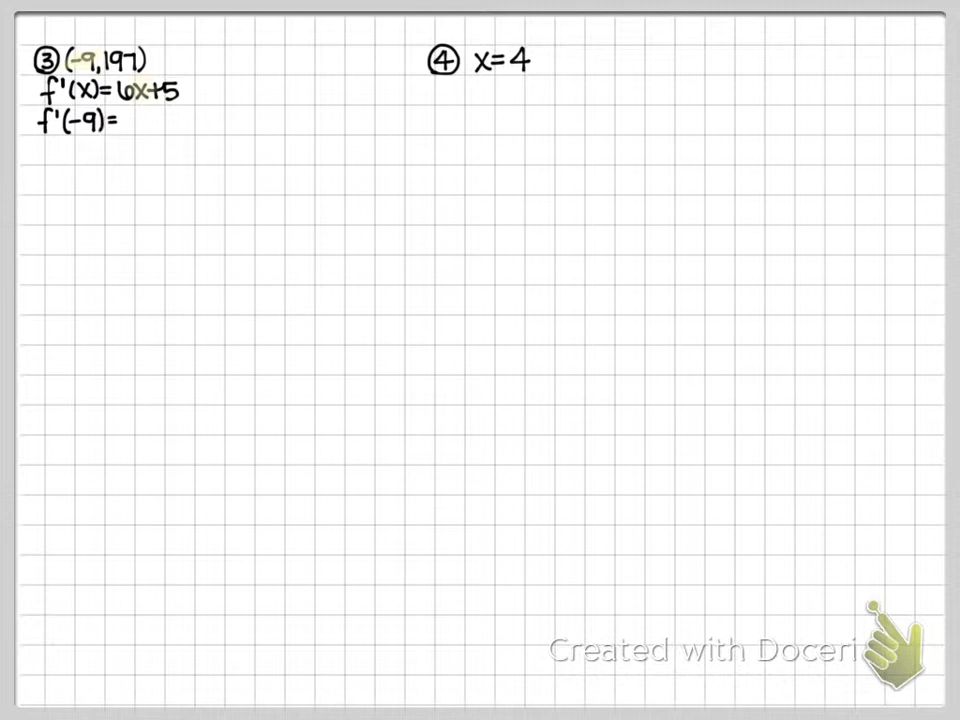 ③ (-9,197)
f'(x)=6x+5
f'(-9)=
④ x=4
Created with Doceri